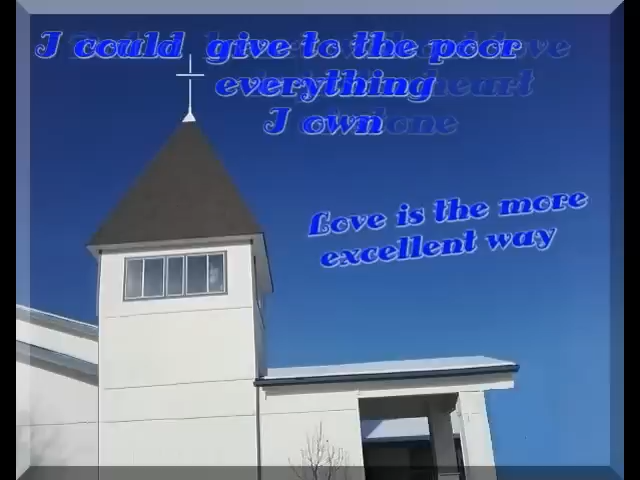 I could give to the poor
everything
I own
Love is the more
excellent way